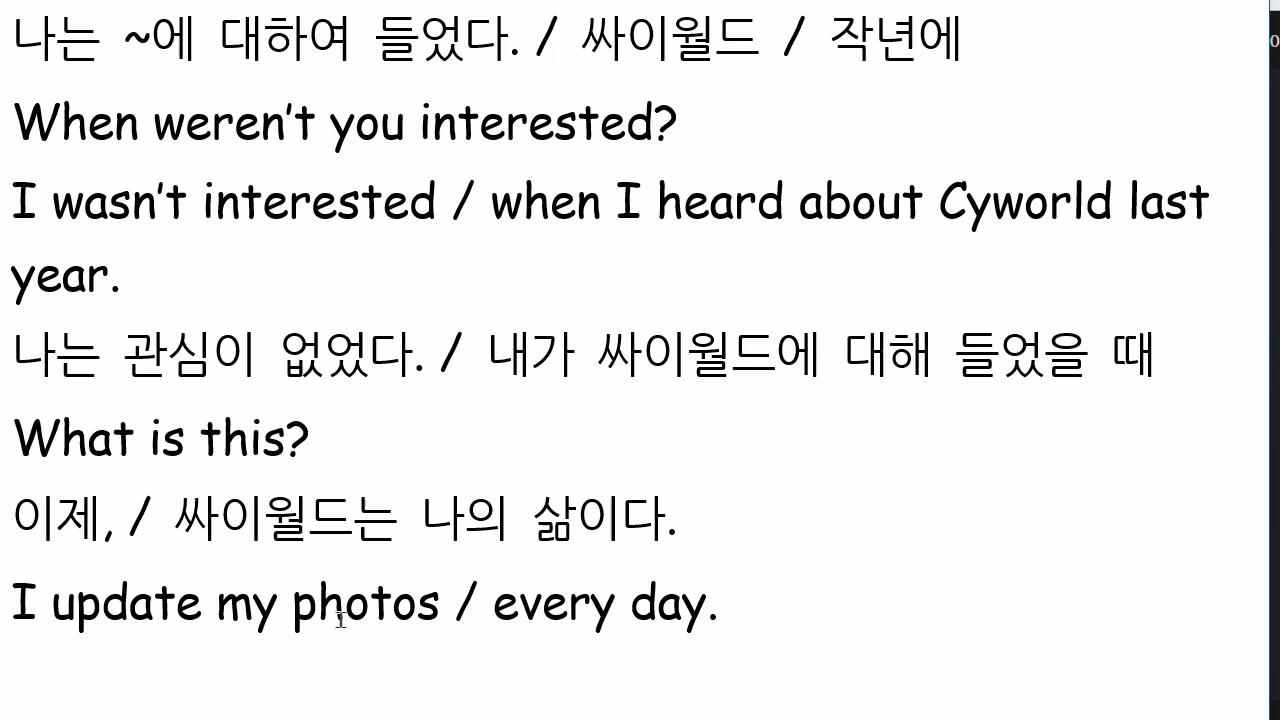 나는 ~에 대하여 들었다. / 싸이월드 / 작년에
When weren't you interested?
I wasn't interested / when I heard about Cyworld last
year.
나는 관심이 없었다. / 내가 싸이월드에 대해 들었을 때
What is this?
이제, / 싸이월드는 나의 삶이다.
I update my photos / every day.